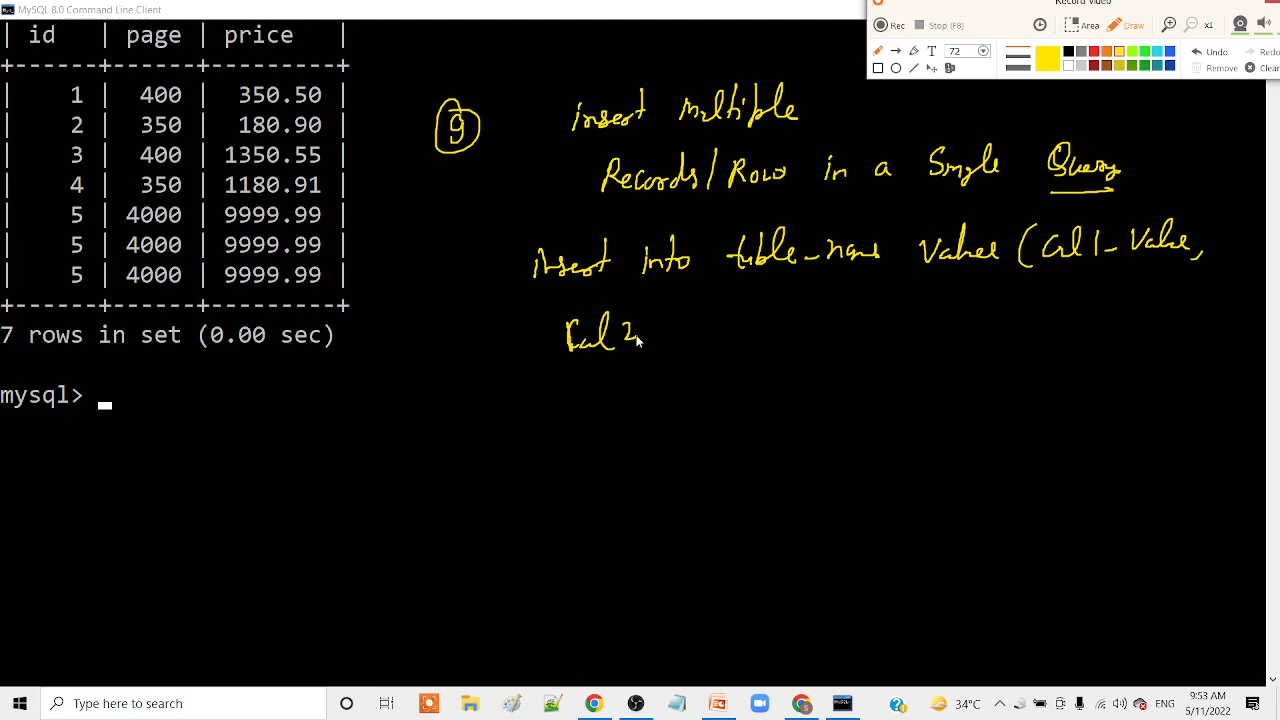 MySQL 8.0 Command Line Client
Record Video
Rec Stop (F8) Area Draw x1
T 72 Undo Redo
Remove Clear
| id | page | price |
+------+------+---------+
| 1 | 400 | 350.50 |
| 2 | 350 | 180.90 |
| 3 | 400 | 1350.55 |
| 4 | 350 | 1180.91 |
| 5 | 4000 | 9999.99 |
| 5 | 4000 | 9999.99 |
| 5 | 4000 | 9999.99 |
+------+------+---------+
7 rows in set (0.00 sec)
mysql>
9 insert multiple
Records/Row in a Single Query
insert into table_name values (Col1_Value,
Col2
Type here to search
34°C ENG 9:53 AM
5/11/2022